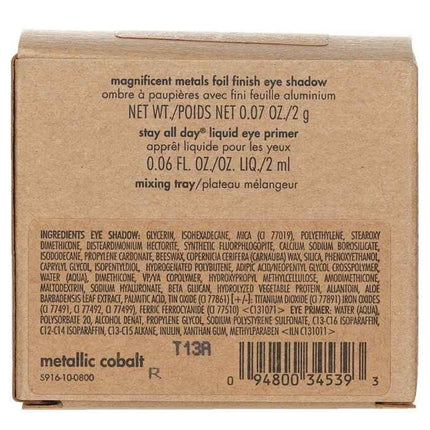 magnificent metals foil finish eye shadow
ombre à paupières avec fini feuille aluminium
NET WT./POIDS NET 0.07 OZ/2 g
stay all day® liquid eye primer
apprêt liquide pour les yeux
0.06 FL. OZ/OZ. LIQ/2 ml
mixing tray/plateau mélangeur
INGREDIENTS EYE SHADOW: GLYCERIN, ISOHEXADECANE, MICA (CI 77019), POLYETHYLENE, STEAROXY
DIMETHICONE, DISTEARDIMONIUM HECTORITE, SYNTHETIC FLUORPHLOGOPITE, CALCIUM SODIUM BOROSILICATE,
ISODODECANE, PROPYLENE CARBONATE, BEESWAX, COPERNICIA CERIFERA (CARNAUBA) WAX, SILICA, PHENOXYETHANOL,
CAPRYLYL GLYCOL, ISOPENTYLDIOL, HYDROGENATED POLYBUTENE, ADIPIC ACID/NEOPENTYL GLYCOL CROSSPOLYMER,
WATER (AQUA), DIMETHICONE, VP/VA COPOLYMER, HYDROXYPROPYL METHYLCELLULOSE, AMODIMETHICONE,
MALTODEXTRIN, SODIUM HYALURONATE, BETA GLUCAN, HYDROLYZED VEGETABLE PROTEIN, ALLANTOIN, ALOE
BARBADENSIS LEAF EXTRACT, PALMITIC ACID, TIN OXIDE (CI 77861) [+/-]: TITANIUM DIOXIDE (CI 77891) IRON OXIDES
(CI 77491, CI 77492, CI 77499), FERRIC FERROCYANIDE (CI 77510) <CI31071> EYE PRIMER: WATER (AQUA),
POLYSORBATE 20, ALCOHOL DENAT, PROPYLENE GLYCOL, SODIUM POLYSTYRENE SULFONATE, C13-C16 ISOPARAFFIN,
C12-C14 ISOPARAFFIN, C13-C15 ALKANE, INULIN, XANTHAN GUM, METHYLPARABEN <ILN CI31011>
metallic cobalt
T13A
5916-10-0800
R
0 94800 34539 3